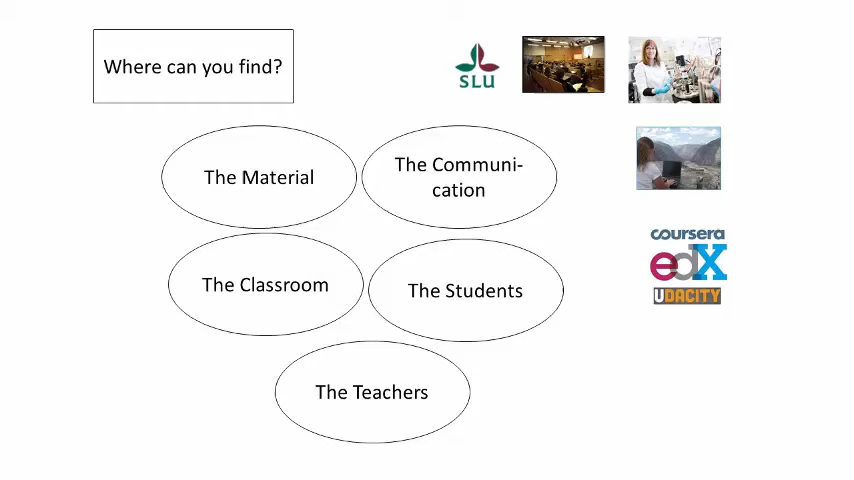 Where can you find?
SLU
The Material
The Communi-
cation
coursera
edX
UDACITY
The Classroom
The Students
The Teachers